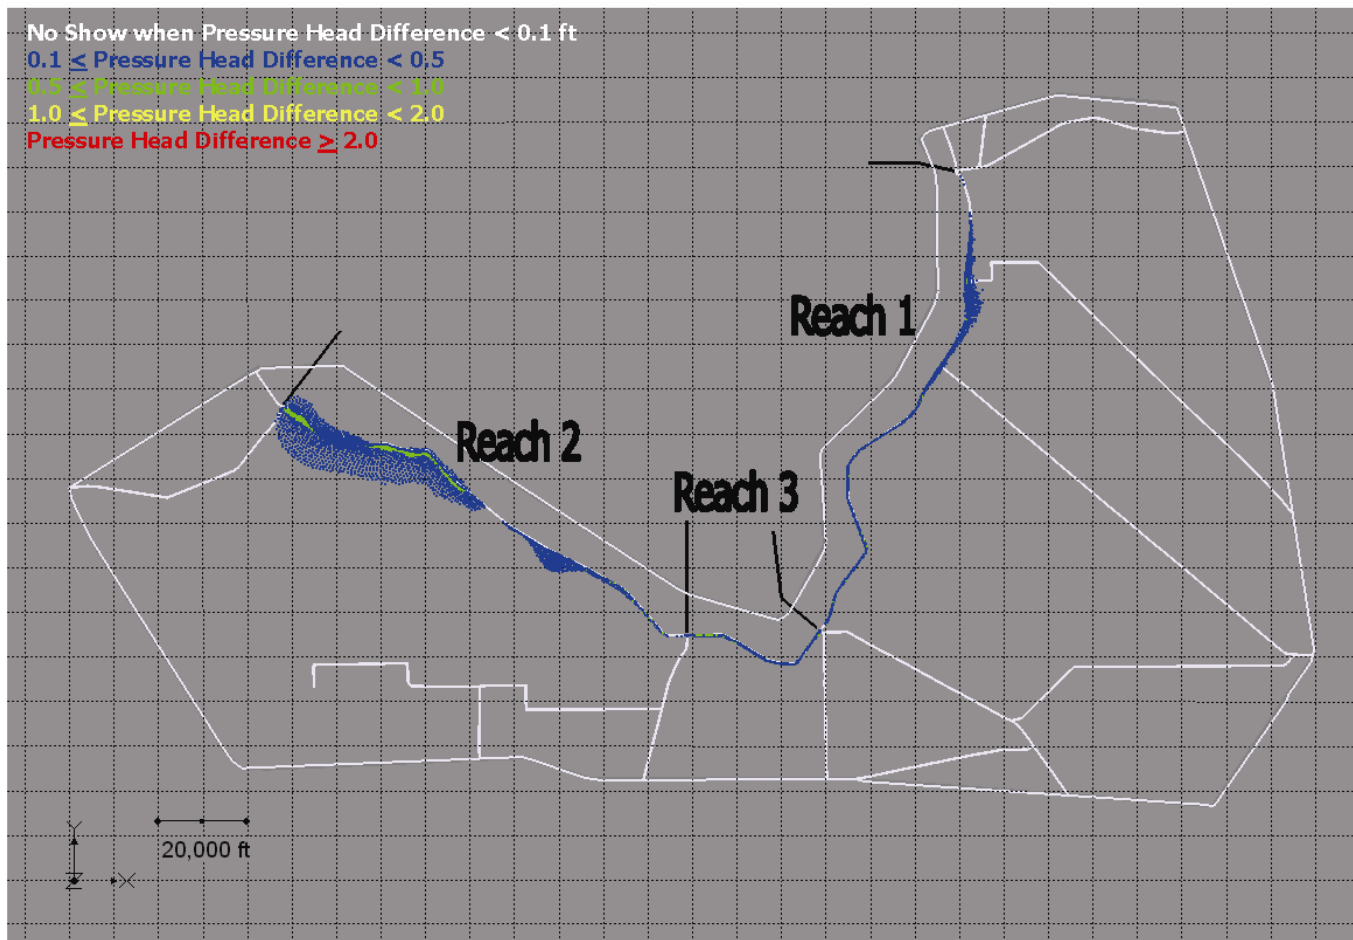 No Show when Pressure Head Difference < 0.1 ft
0.1 ≤ Pressure Head Difference < 0.5
0.5 ≤ Pressure Head Difference < 1.0
1.0 ≤ Pressure Head Difference < 2.0
Pressure Head Difference ≥ 2.0
Reach 1
Reach 2
Reach 3
20,000 ft
Y
Z
X